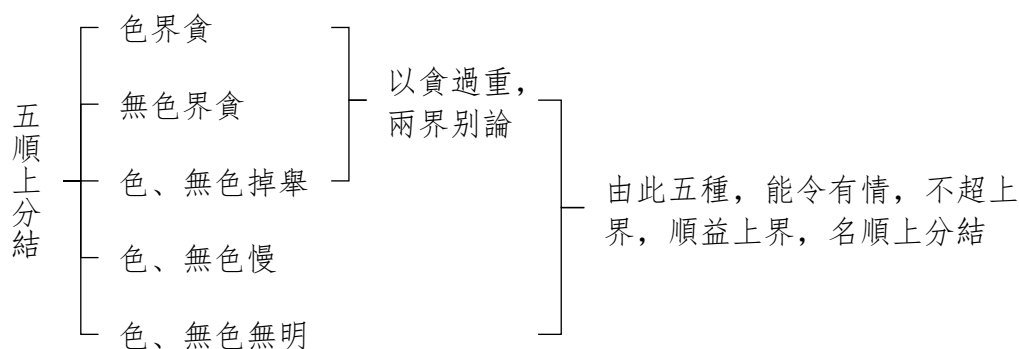 五順上分結
色界貪
無色界貪
色、無色掉舉
色、無色慢
色、無色無明
以貪過重，
兩界別論
由此五種，能令有情，不超上
界，順益上界，名順上分結